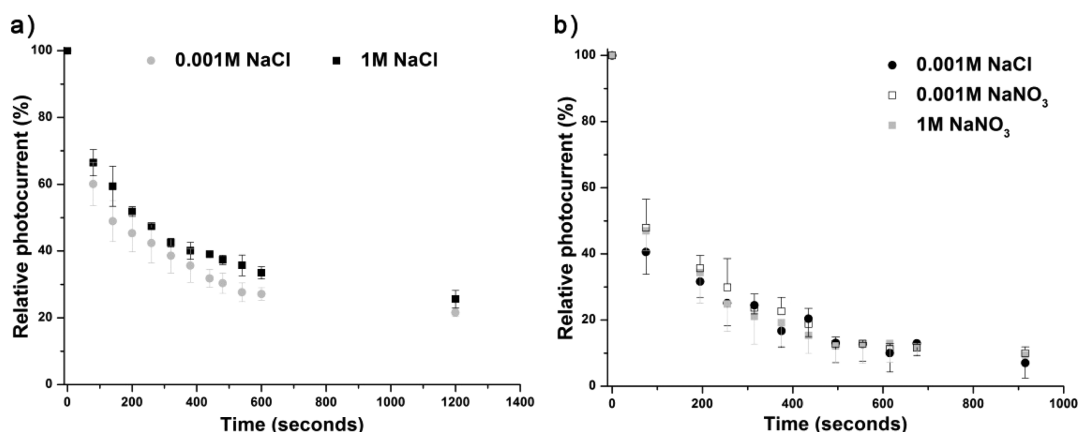 a)
0.001M NaCl
1M NaCl
Relative photocurrent (%)
100
80
60
40
20
0
0 200 400 600 800 1000 1200 1400
Time (seconds)
b)
0.001M NaCl
0.001M NaNO₃
1M NaNO₃
Relative photocurrent (%)
100
80
60
40
20
0
0 200 400 600 800 1000
Time (seconds)